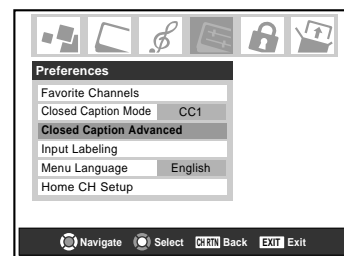 Preferences
Favorite Channels
Closed Caption Mode CC1
Closed Caption Advanced
Input Labeling
Menu Language English
Home CH Setup
Navigate Select CH RTN Back EXIT Exit